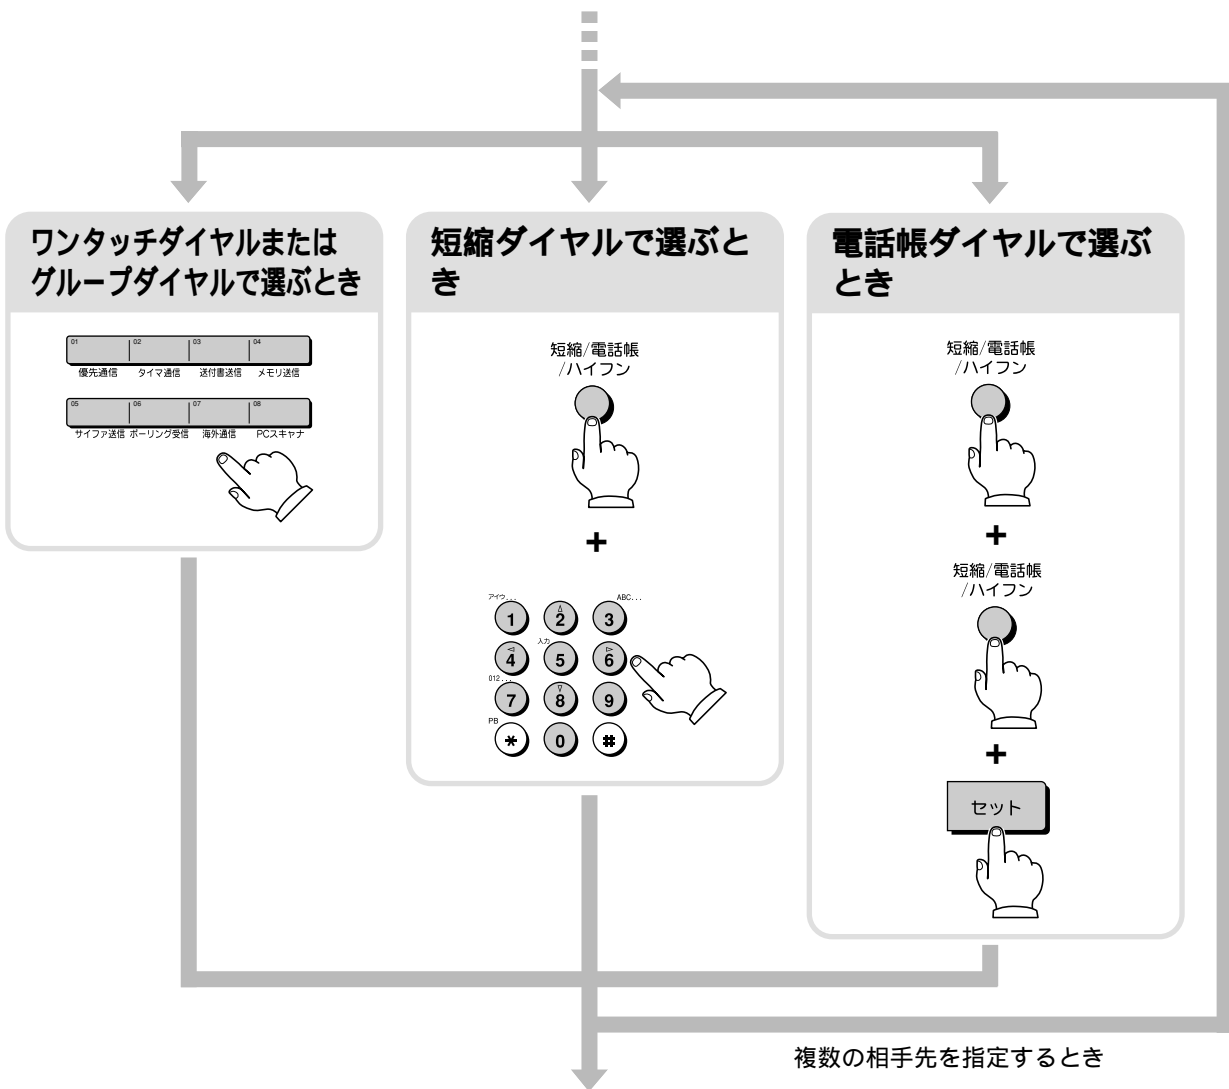 ワンタッチダイヤルまたは
グループダイヤルで選ぶとき
01 02 03 04
優先通信 タイマ通信 送付書送信 メモリ送信
05 06 07 08
サイファ送信 ポーリング受信 海外通信 PCスキャナ
短縮ダイヤルで選ぶと
き
短縮/電話帳
/ハイフン
+
アイウ... ABC...
1 2 3
入力
4 5 6
012...
7 8 9
PB
* 0 #
電話帳ダイヤルで選ぶ
とき
短縮/電話帳
/ハイフン
+
短縮/電話帳
/ハイフン
+
セット
複数の相手先を指定するとき